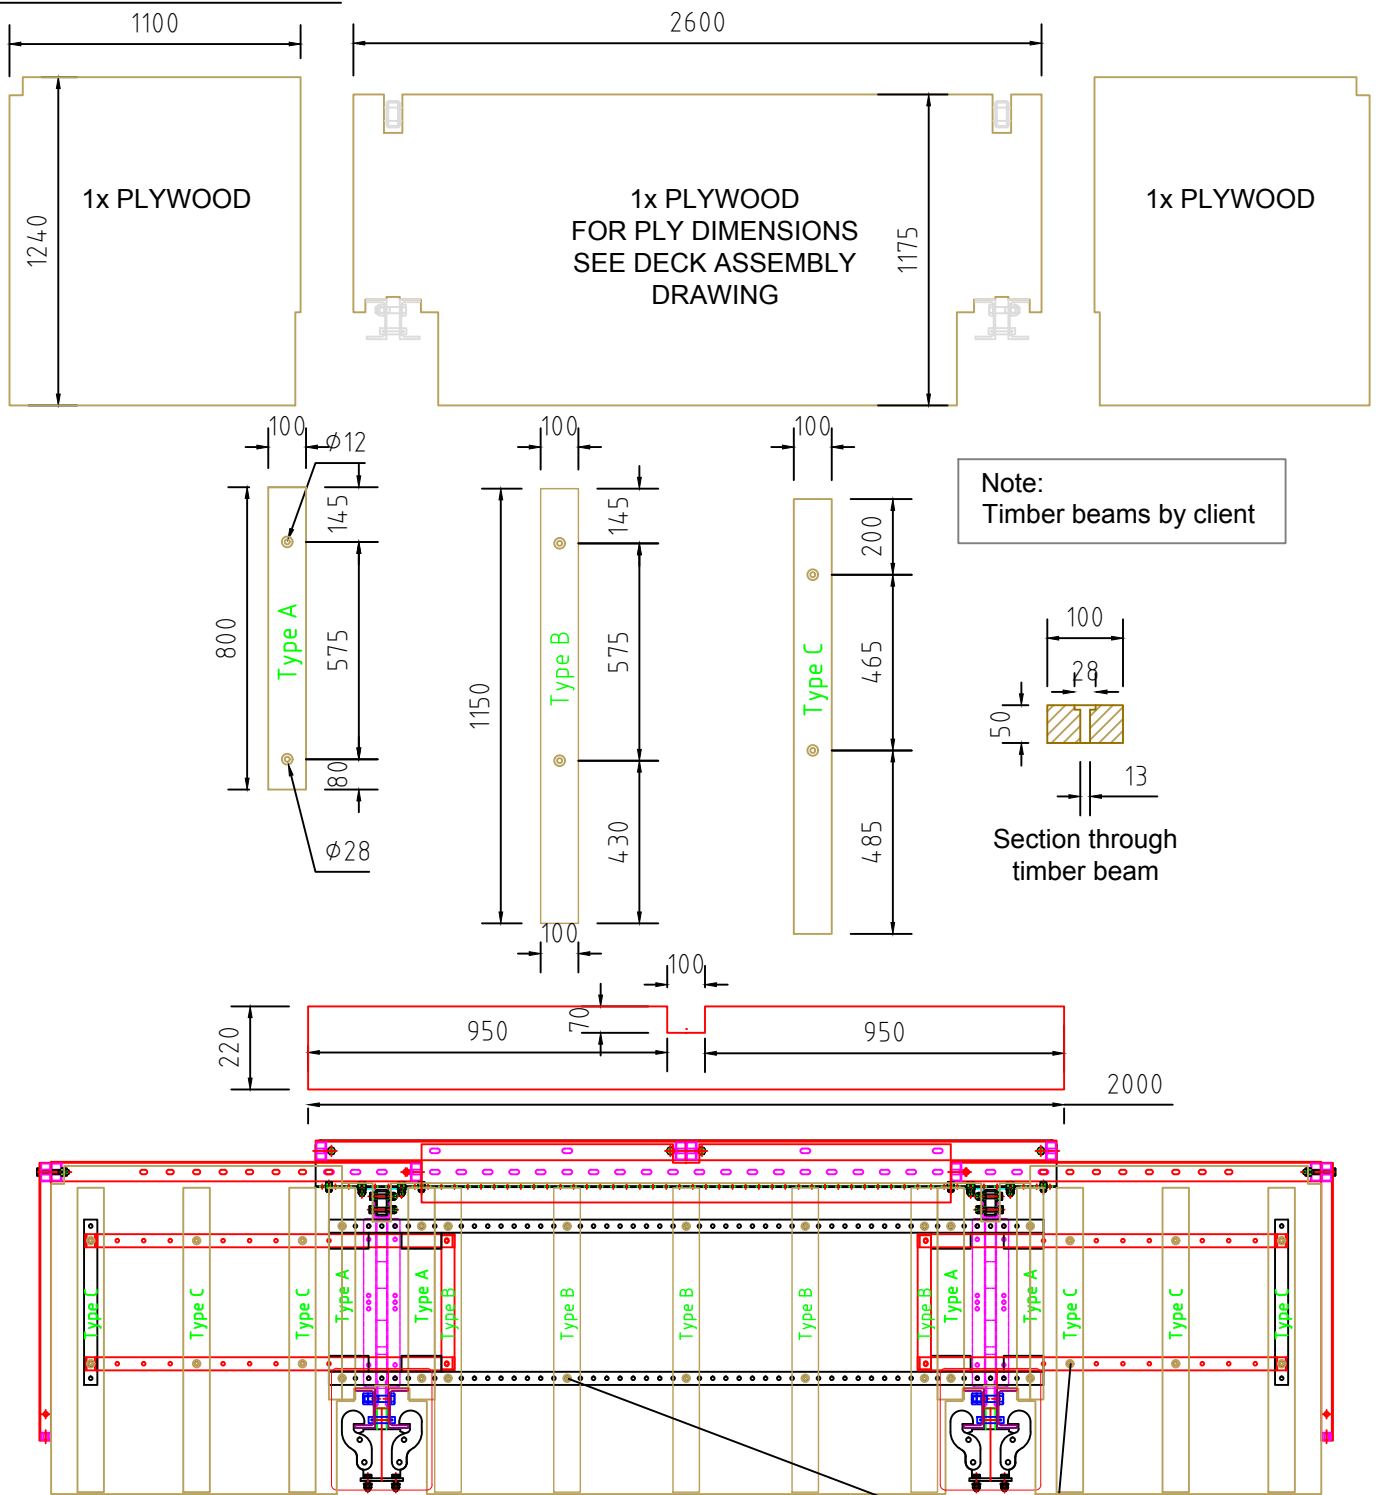 1100
2600
1x PLYWOOD
1240
1x PLYWOOD
FOR PLY DIMENSIONS
SEE DECK ASSEMBLY
DRAWING
1175
1x PLYWOOD
100
ϕ12
145
800
Type A
575
80
ϕ28
100
145
1150
Type B
575
430
100
100
200
Type C
465
485
Note:
Timber beams by client
100
28
50
13
Section through
timber beam
100
70
220
950
950
2000
Type C
Type C
Type C
Type A
Type A
Type B
Type B
Type B
Type B
Type B
Type A
Type A
Type C
Type C
Type C